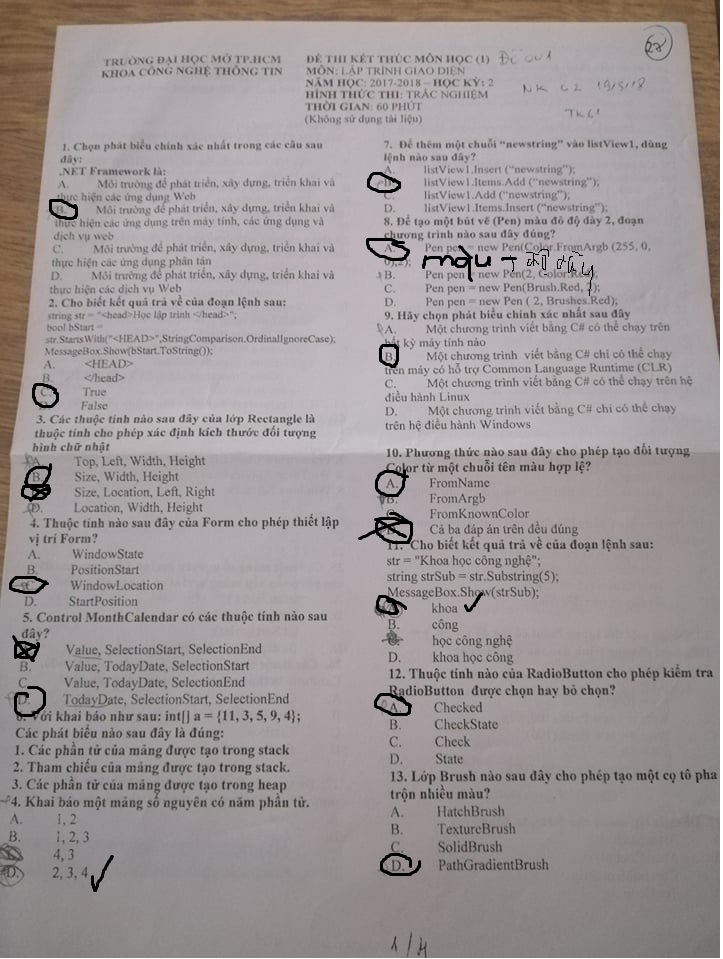 TRƯỜNG ĐẠI HỌC MỞ TP.HCM
KHOA CÔNG NGHỆ THÔNG TIN
ĐỀ THI KẾT THÚC MÔN HỌC (1) Đề 001
MÔN: LẬP TRÌNH GIAO DIỆN
NĂM HỌC: 2017-2018 – HỌC KỲ: 2
HÌNH THỨC THI: TRẮC NGHIỆM
THỜI GIAN: 60 PHÚT
(Không sử dụng tài liệu)
1. Chọn phát biểu chính xác nhất trong các câu sau
đây:
.NET Framework là:
A. Môi trường để phát triển, xây dựng, triển khai và
thực hiện các ứng dụng Web
B. Môi trường để phát triển, xây dựng, triển khai và
thực hiện các ứng dụng trên máy tính, các ứng dụng và
dịch vụ web
C. Môi trường để phát triển, xây dựng, triển khai và
thực hiện các ứng dụng phân tán
D. Môi trường để phát triển, xây dựng, triển khai và
thực hiện các dịch vụ Web
2. Cho biết kết quả trả về của đoạn lệnh sau:
string str = "<head>Học lập trình </head>";
bool bStart =
str.StartsWith("<HEAD>",StringComparison.OrdinalIgnoreCase);
MessageBox.Show(bStart.ToString());
A. <HEAD>
B. </head>
C. True
False
3. Các thuộc tính nào sau đây của lớp Rectangle là
thuộc tính cho phép xác định kích thước đối tượng
hình chữ nhật
A. Top, Left, Width, Height
B. Size, Width, Height
Size, Location, Left, Right
D. Location, Width, Height
4. Thuộc tính nào sau đây của Form cho phép thiết lập
vị trí Form?
A. WindowState
B. PositionStart
C. WindowLocation
D. StartPosition
5. Control MonthCalendar có các thuộc tính nào sau
đây?
Value, SelectionStart, SelectionEnd
B. Value, TodayDate, SelectionStart
C. Value, TodayDate, SelectionEnd
D. TodayDate, SelectionStart, SelectionEnd
6. Với khai báo như sau: int[] a = {11, 3, 5, 9, 4};
Các phát biểu nào sau đây là đúng:
1. Các phần tử của mảng được tạo trong stack
2. Tham chiếu của mảng được tạo trong stack.
3. Các phần tử của mảng được tạo trong heap
4. Khai báo một mảng số nguyên có năm phần tử.
A. 1, 2
B. 1, 2, 3
4, 3
D. 2, 3, 4
7. Để thêm một chuỗi “newstring” vào listView1, dùng
lệnh nào sau đây?
A. listView1.Insert (“newstring”);
B. listView1.Items.Add (“newstring”);
C. listView1.Add (“newstring”);
D. listView1.Items.Insert (“newstring”);
8. Để tạo một bút vẽ (Pen) màu đỏ độ dày 2, đoạn
chương trình nào sau đây đúng?
A. Pen pen = new Pen(Color.FromArgb (255, 0,
0),2); màu + độ dày
B. Pen pen = new Pen(2, Color.Red);
C. Pen pen = new Pen(Brush.Red, );
D. Pen pen = new Pen ( 2, Brushes.Red);
9. Hãy chọn phát biểu chính xác nhất sau đây
A. Một chương trình viết bằng C# có thể chạy trên
bất kỳ máy tính nào
B. Một chương trình viết bằng C# chỉ có thể chạy
trên máy có hỗ trợ Common Language Runtime (CLR)
C. Một chương trình viết bằng C# có thể chạy trên hệ
điều hành Linux
D. Một chương trình viết bằng C# chỉ có thể chạy
trên hệ điều hành Windows
10. Phương thức nào sau đây cho phép tạo đối tượng
Color từ một chuỗi tên màu hợp lệ?
A. FromName
B. FromArgb
C. FromKnownColor
Cả ba đáp án trên đều đúng
11. Cho biết kết quả trả về của đoạn lệnh sau:
str = "Khoa học công nghệ";
string strSub = str.Substring(5);
MessageBox.Show(strSub);
khoa
B. công
học công nghệ
D. khoa học công
12. Thuộc tính nào của RadioButton cho phép kiểm tra
RadioButton được chọn hay bỏ chọn?
A. Checked
B. CheckState
C. Check
D. State
13. Lớp Brush nào sau đây cho phép tạo một cọ tô pha
trộn nhiều màu?
A. HatchBrush
B. TextureBrush
C. SolidBrush
D. PathGradientBrush